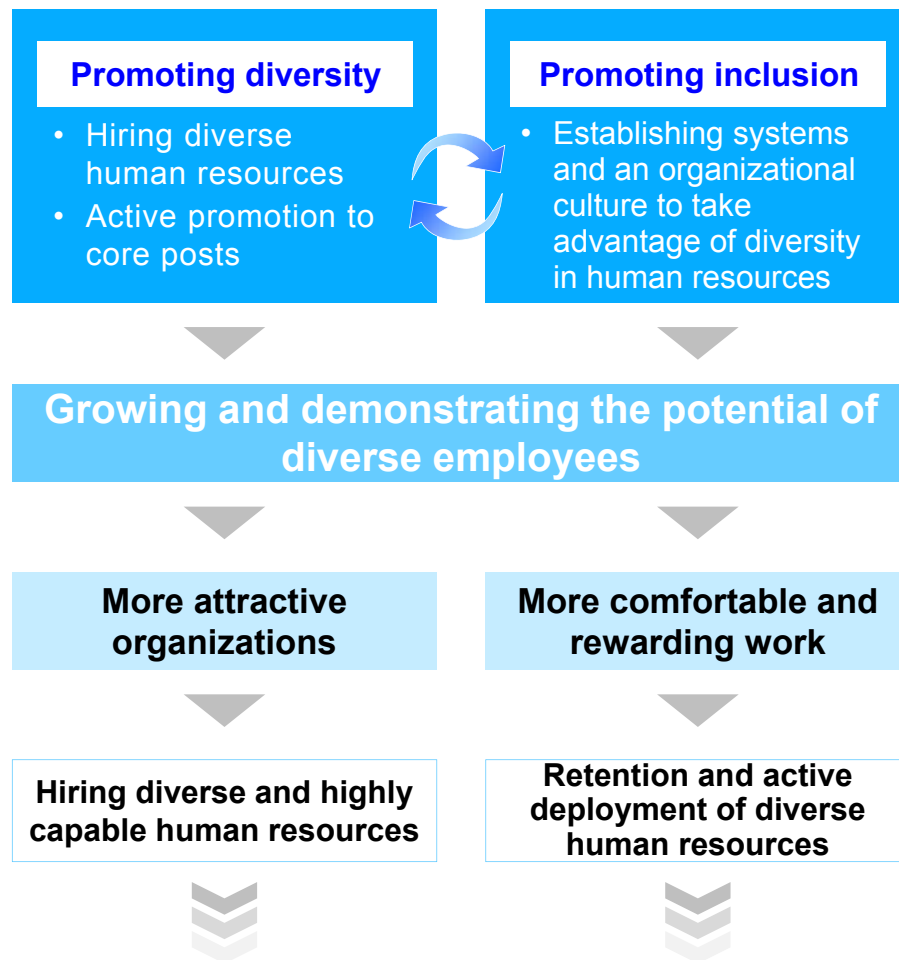 Promoting diversity
• Hiring diverse
human resources
• Active promotion to
core posts
Promoting inclusion
• Establishing systems
and an organizational
culture to take
advantage of diversity
in human resources
Growing and demonstrating the potential of
diverse employees
More attractive
organizations
More comfortable and
rewarding work
Hiring diverse and highly
capable human resources
Retention and active
deployment of diverse
human resources